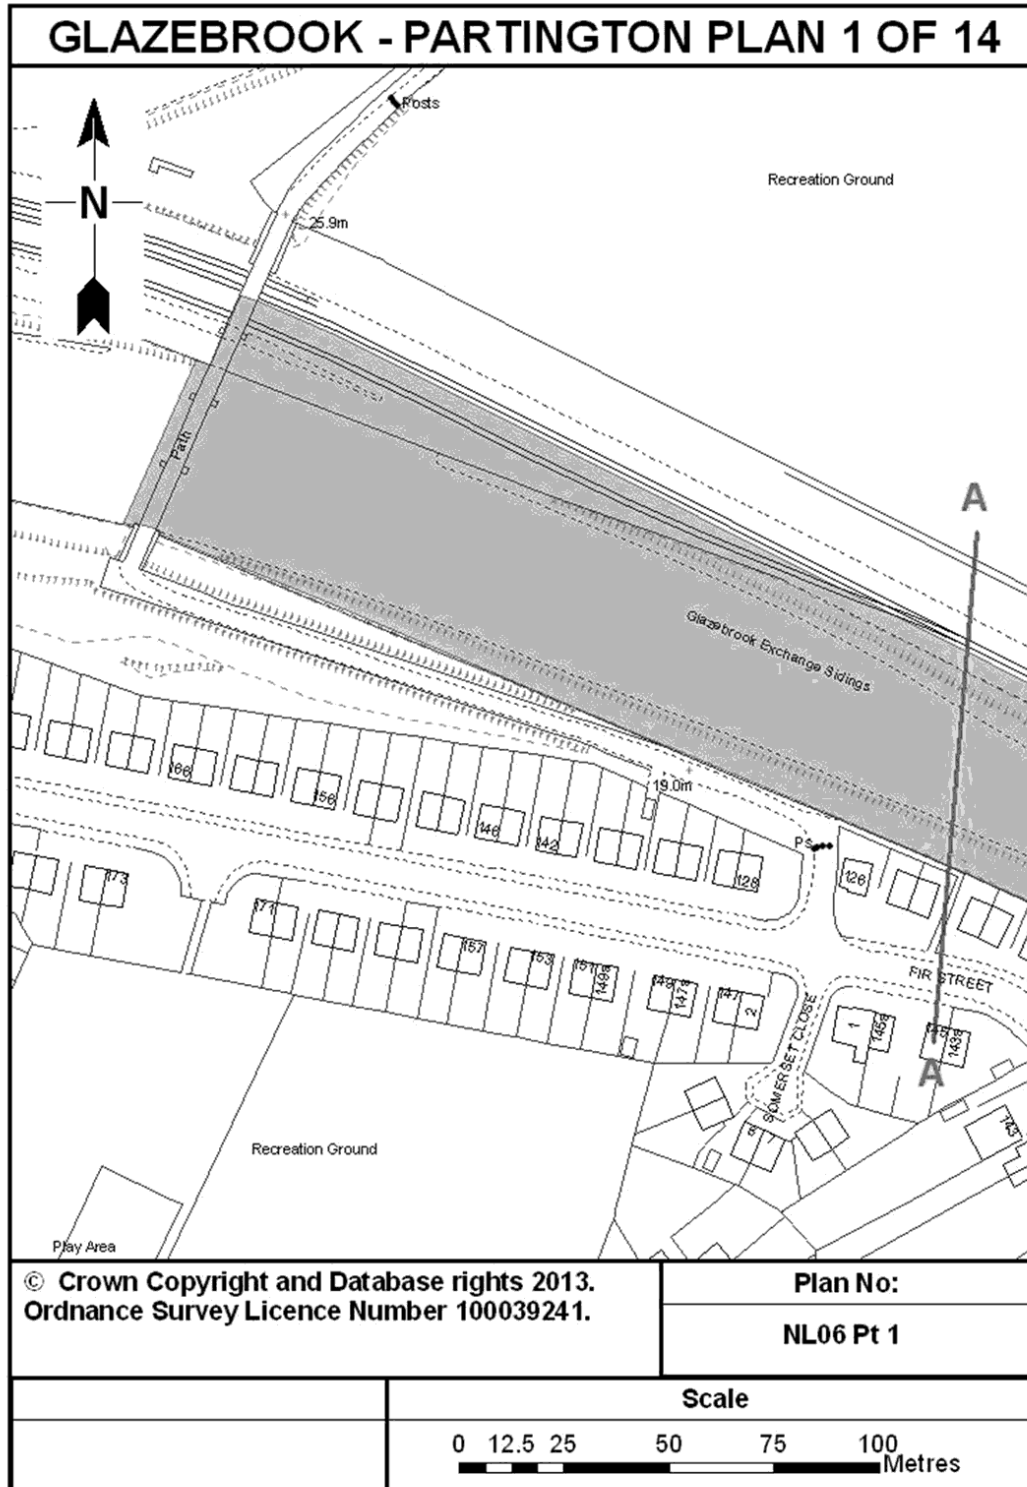 GLAZEBROOK - PARTINGTON PLAN 1 OF 14
Posts
Recreation Ground
N
25.9m
Path
A
Glazebrook Exchange Sidings
166
156
146
142
128
19.0m
PS
126
173
171
157
153
151
149a
149
147a
147
2
FIR STREET
SOMERSET CLOSE
1
145a
145
143a
A
143
Recreation Ground
Play Area
© Crown Copyright and Database rights 2013.
Ordnance Survey Licence Number 100039241.
Plan No:
NL06 Pt 1
Scale
0 12.5 25 50 75 100
Metres